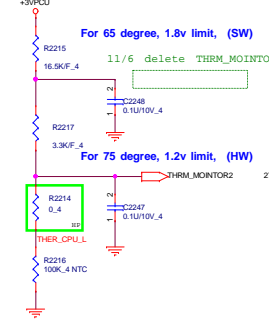 +3VPCU
For 65 degree, 1.8v limit, (SW)
R2215
11/6 delete THRM_MOINTO
16.5K/F_4
2
C2248
0.1U/10V_4
1
R2217
3.3K/F_4
For 75 degree, 1.2v limit, (HW)
THRM_MOINTOR2
2
R2214
0_4
2
C2247
0.1U/10V_4
1
THER_CPU_L
R2216
100K_4 NTC